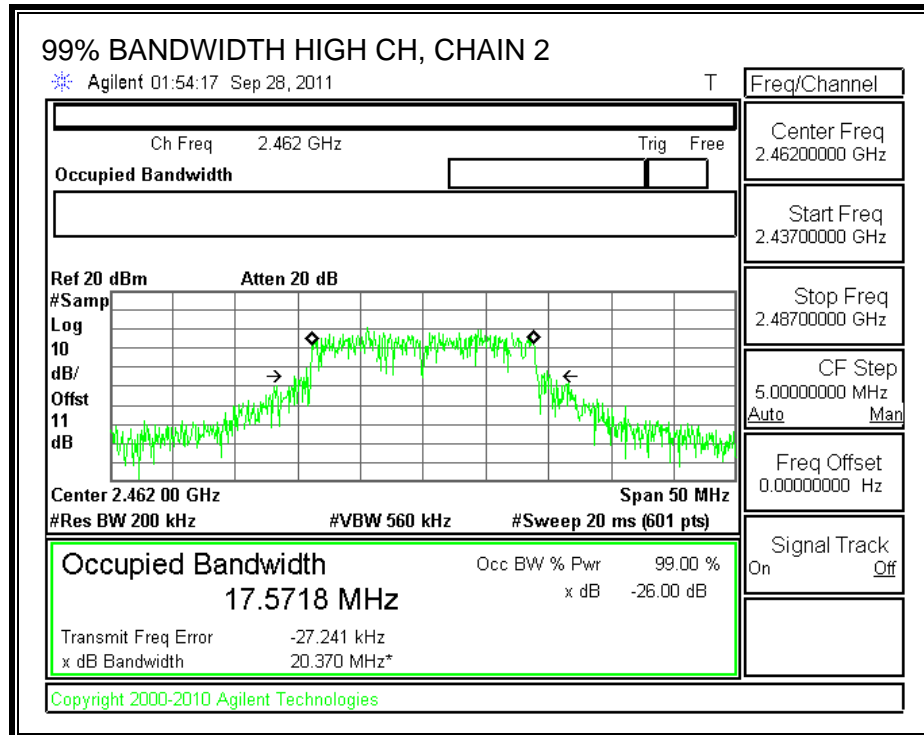 99% BANDWIDTH HIGH CH, CHAIN 2
Agilent 01:54:17 Sep 28, 2011 T
Freq/Channel
Ch Freq 2.462 GHz Trig Free
Occupied Bandwidth
Center Freq
2.46200000 GHz
Start Freq
2.43700000 GHz
Stop Freq
2.48700000 GHz
CF Step
5.00000000 MHz
Auto Man
Freq Offset
0.00000000 Hz
Signal Track
On Off
Ref 20 dBm Atten 20 dB
#Samp
Log
10
dB/
Offst
11
dB
Center 2.462 00 GHz Span 50 MHz
#Res BW 200 kHz #VBW 560 kHz #Sweep 20 ms (601 pts)
Occupied Bandwidth
17.5718 MHz
Occ BW % Pwr 99.00 %
x dB -26.00 dB
Transmit Freq Error -27.241 kHz
x dB Bandwidth 20.370 MHz*
Copyright 2000-2010 Agilent Technologies